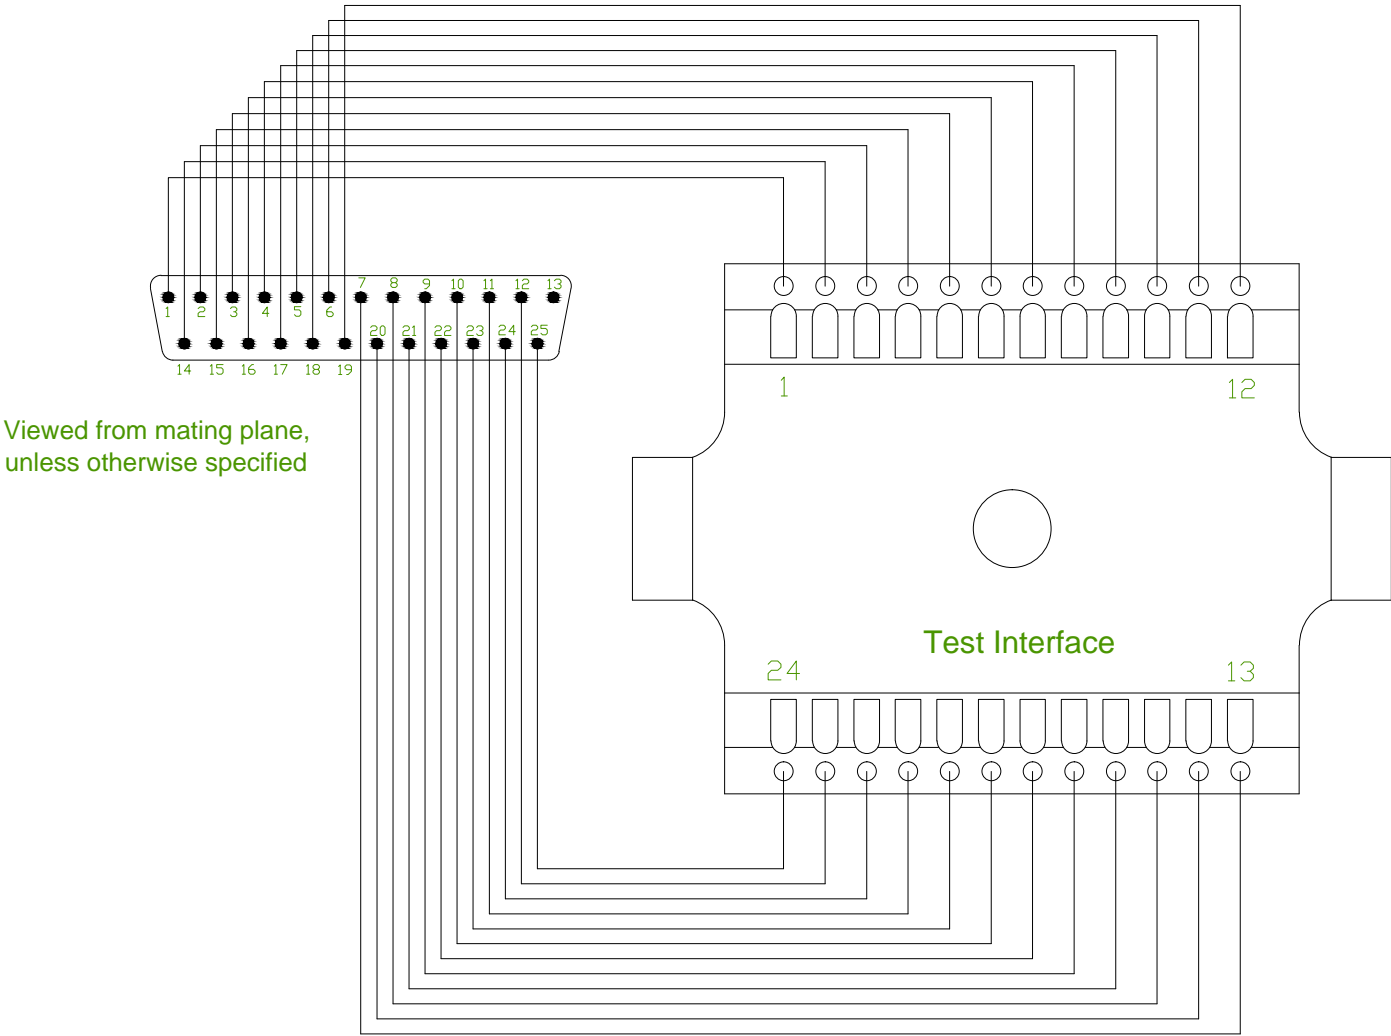 7 8 9 10 11 12 13
1 2 3 4 5 6
20 21 22 23 24 25
14 15 16 17 18 19
Viewed from mating plane,
unless otherwise specified
1 12
Test Interface
24 13